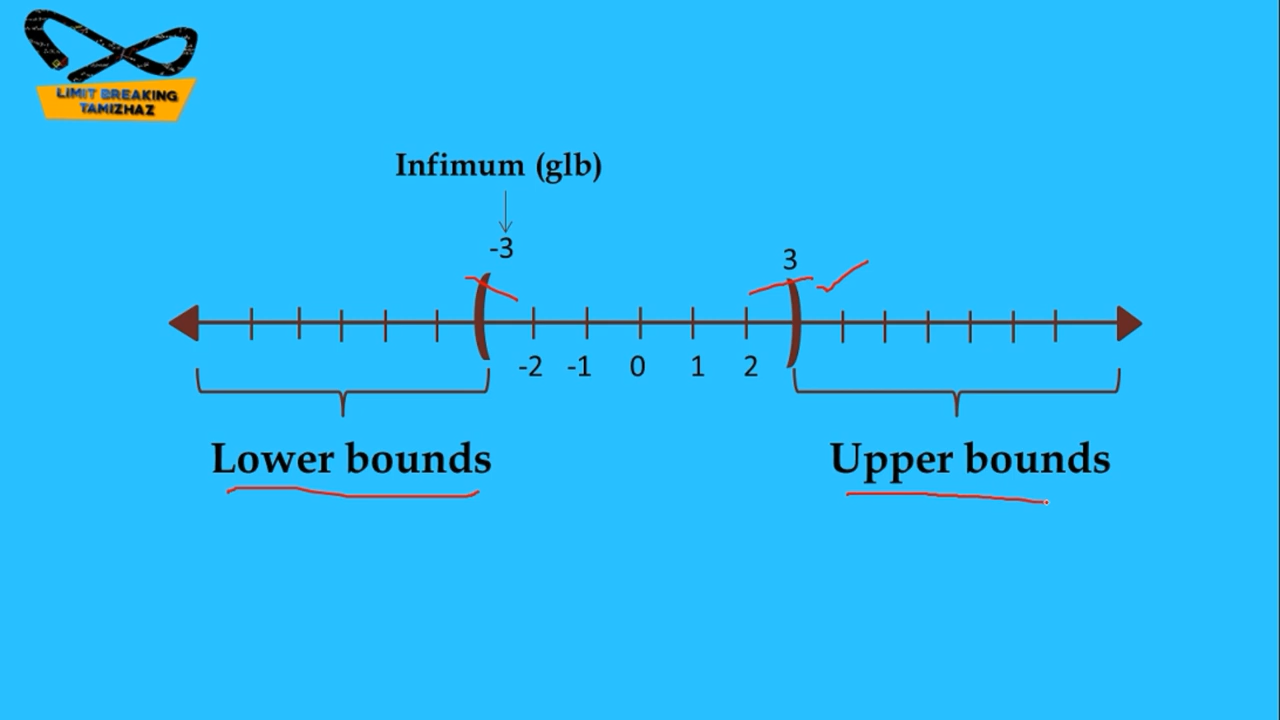 LIMIT BREAKING
TAMIZHAZ
Infimum (glb)
-3
3
-2 -1 0 1 2
Lower bounds
Upper bounds